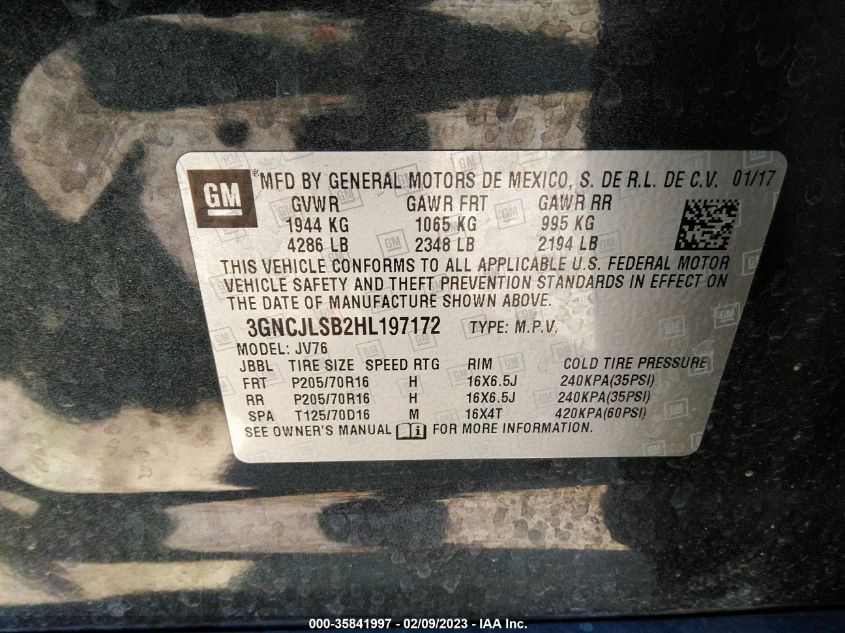 GM
® MFD BY GENERAL MOTORS DE MEXICO, S. DE R.L. DE C.V. 01/17
GVWR GAWR FRT GAWR RR
1944 KG 1065 KG 995 KG
4286 LB 2348 LB 2194 LB
THIS VEHICLE CONFORMS TO ALL APPLICABLE U.S. FEDERAL MOTOR
VEHICLE SAFETY AND THEFT PREVENTION STANDARDS IN EFFECT ON
THE DATE OF MANUFACTURE SHOWN ABOVE.
3GNCJLSB2HL197172 TYPE: M.P.V.
MODEL: JV76
JBBL TIRE SIZE SPEED RTG RIM COLD TIRE PRESSURE
FRT P205/70R16 H 16X6.5J 240KPA(35PSI)
RR P205/70R16 H 16X6.5J 240KPA(35PSI)
SPA T125/70D16 M 16X4T 420KPA(60PSI)
SEE OWNER'S MANUAL FOR MORE INFORMATION.
000-35841997 - 02/09/2023 - IAA Inc.